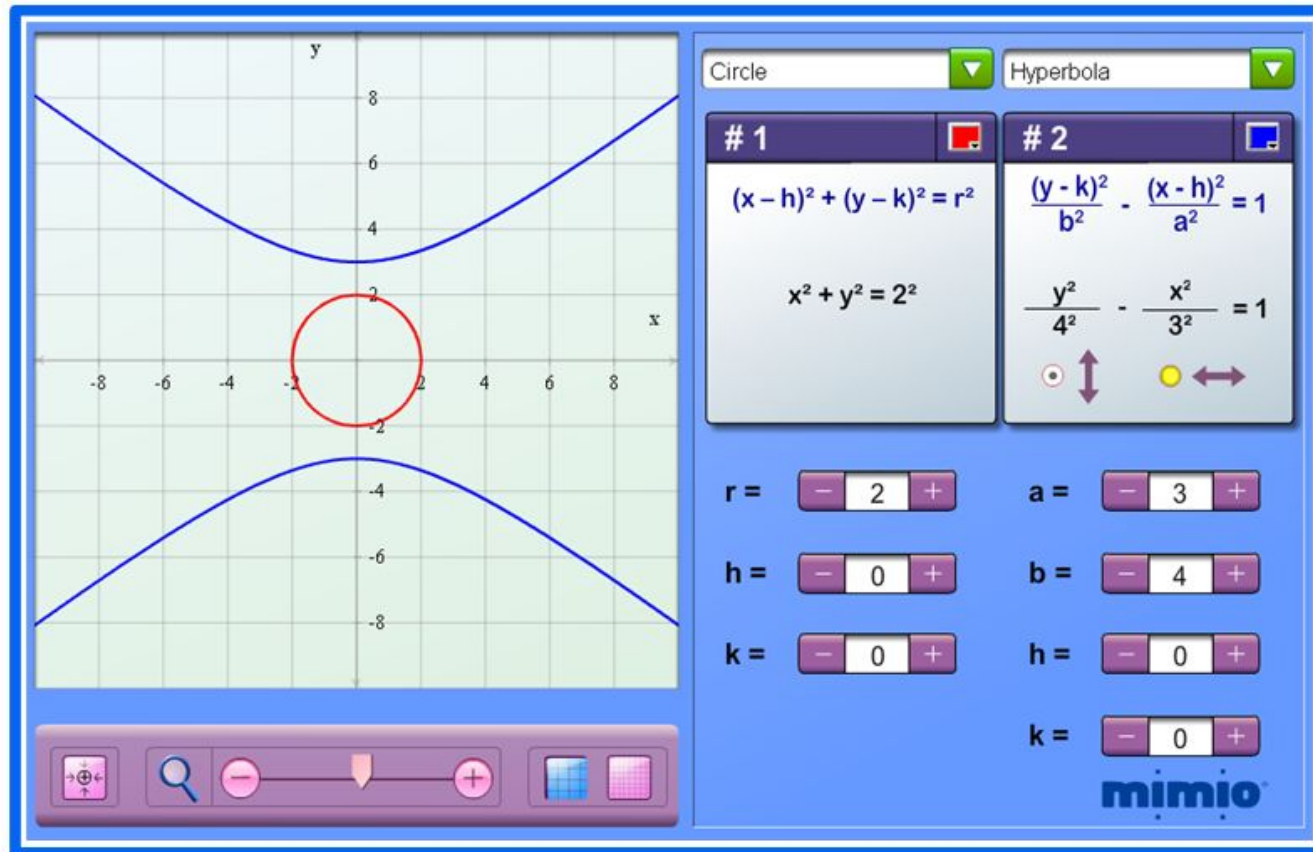 y
8
6
4
2
x
-8 -6 -4 -2 2 4 6 8
-2
-4
-6
-8
Circle
Hyperbola
# 1
(x – h)² + (y – k)² = r²
x² + y² = 2²
# 2
(y - k)² / b² - (x - h)² / a² = 1
y² / 4² - x² / 3² = 1
r = − 2 +
h = − 0 +
k = − 0 +
a = − 3 +
b = − 4 +
h = − 0 +
k = − 0 +
mimio